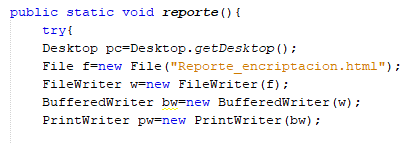 public static void reporte(){
try{
Desktop pc=Desktop.getDesktop();
File f=new File("Reporte_encriptacion.html");
FileWriter w=new FileWriter(f);
BufferedWriter bw=new BufferedWriter(w);
PrintWriter pw=new PrintWriter(bw);